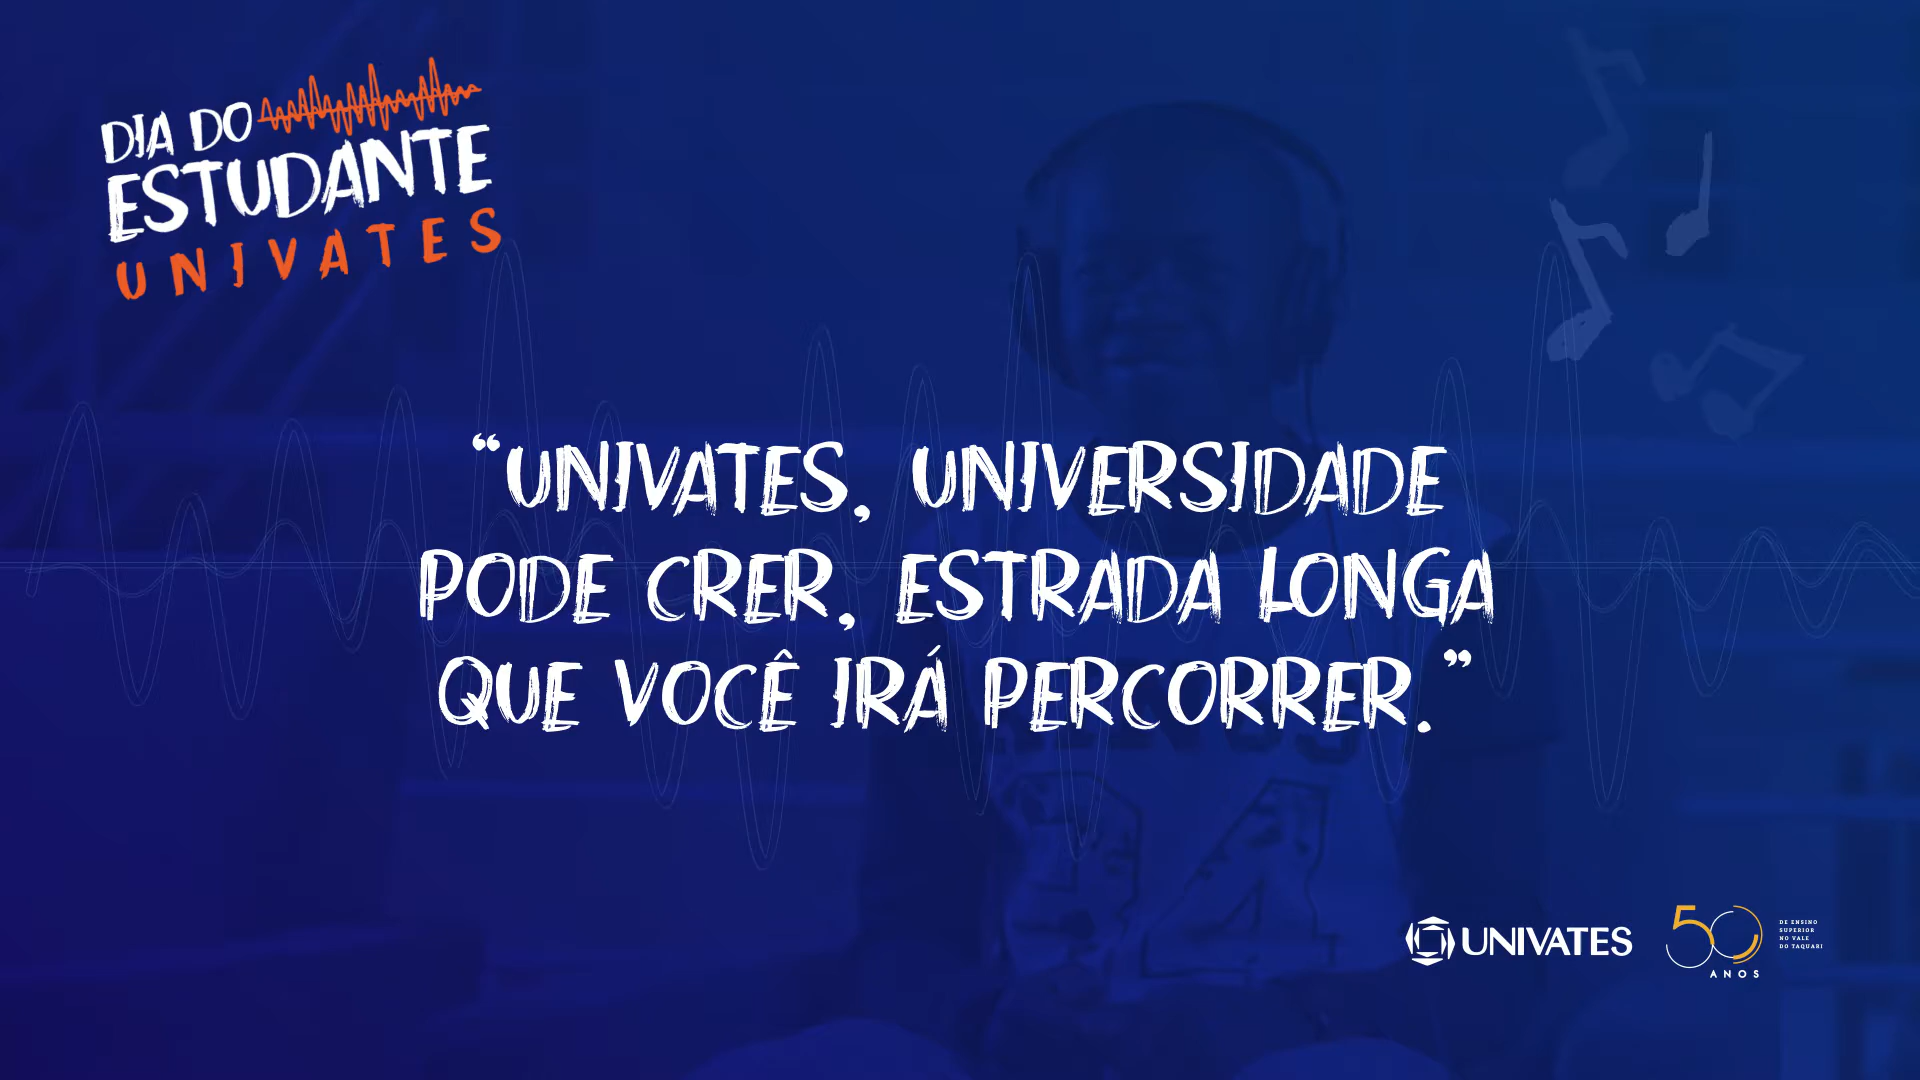 DIA DO
ESTUDANTE
UNIVATES
“UNIVATES, UNIVERSIDADE
PODE CRER, ESTRADA LONGA
QUE VOCÊ IRÁ PERCORRER.”
UNIVATES
50
ANOS
DE ENSINO
SUPERIOR
NO VALE
DO TAQUARI